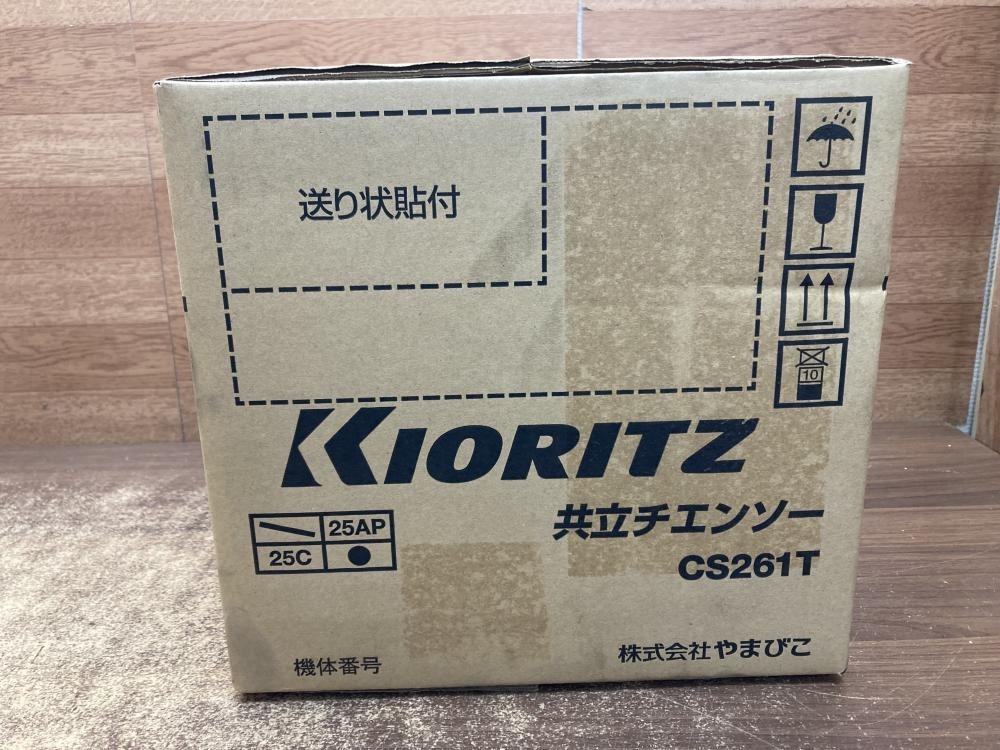 送り状貼付
10
KIORITZ
25AP
25C
共立チエンソー
CS261T
機体番号
株式会社やまびこ